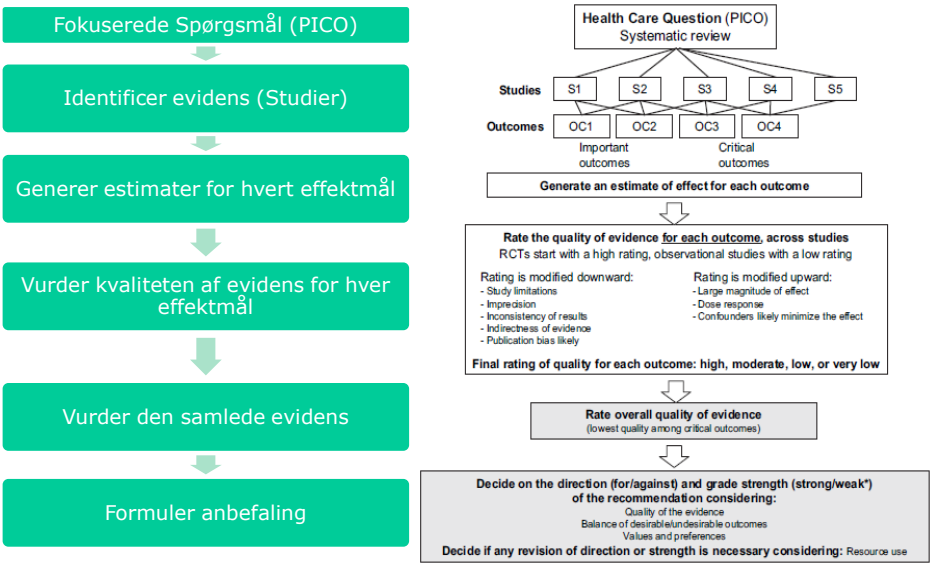 Fokuserede Spørgsmål (PICO)
Identificer evidens (Studier)
Generer estimater for hvert effektmål
Vurder kvaliteten af evidens for hver
effektmål
Vurder den samlede evidens
Formuler anbefaling
Health Care Question (PICO)
Systematic review
Studies S1 S2 S3 S4 S5
Outcomes OC1 OC2 OC3 OC4
Important Critical
outcomes outcomes
Generate an estimate of effect for each outcome
Rate the quality of evidence for each outcome, across studies
RCTs start with a high rating, observational studies with a low rating
Rating is modified downward:
- Study limitations
- Imprecision
- Inconsistency of results
- Indirectness of evidence
- Publication bias likely
Rating is modified upward:
- Large magnitude of effect
- Dose response
- Confounders likely minimize the effect
Final rating of quality for each outcome: high, moderate, low, or very low
Rate overall quality of evidence
(lowest quality among critical outcomes)
Decide on the direction (for/against) and grade strength (strong/weak*)
of the recommendation considering:
Quality of the evidence
Balance of desirable/undesirable outcomes
Values and preferences
Decide if any revision of direction or strength is necessary considering: Resource use